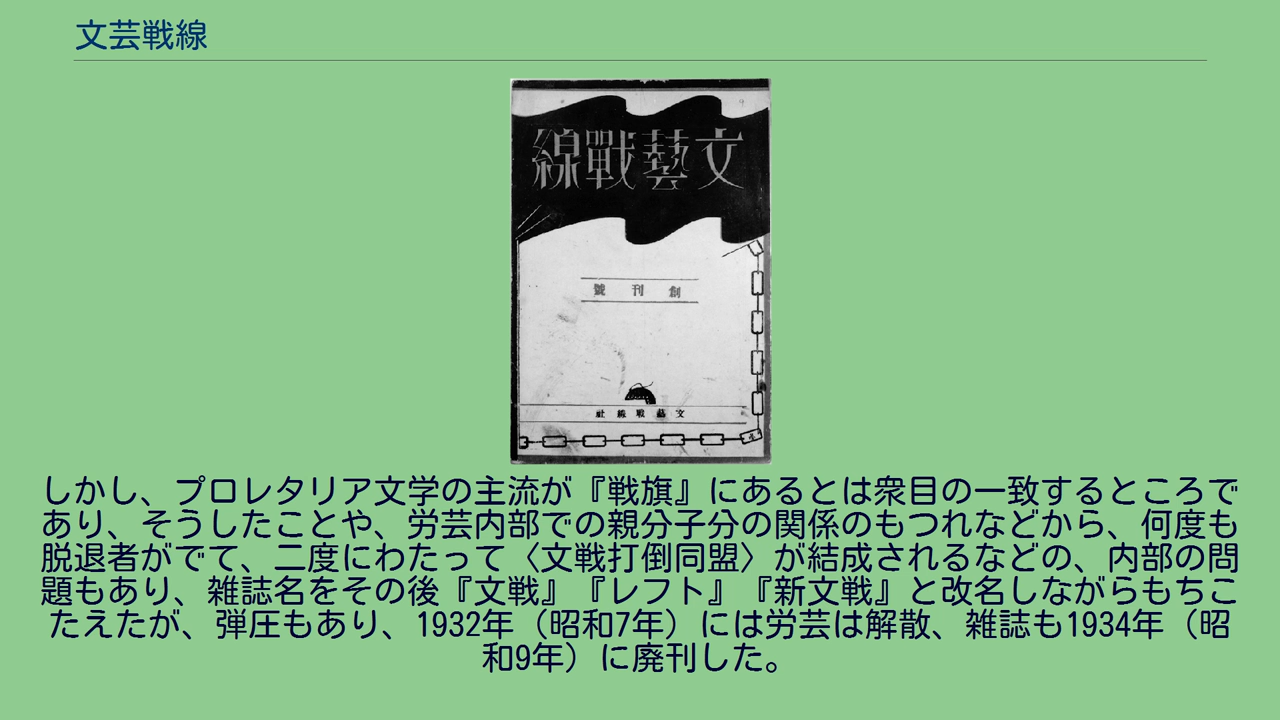 文芸戦線
文藝戰線
創刊號
文藝戰線社
しかし、プロレタリア文学の主流が『戦旗』にあるとは衆目の一致するところで
あり、そうしたことや、労芸内部での親分子分の関係のもつれなどから、何度も
脱退者がでて、二度にわたって〈文戦打倒同盟〉が結成されるなどの、内部の問
題もあり、雑誌名をその後『文戦』『レフト』『新文戦』と改名しながらもちこ
たえたが、弾圧もあり、1932年（昭和7年）には労芸は解散、雑誌も1934年（昭
和9年）に廃刊した。